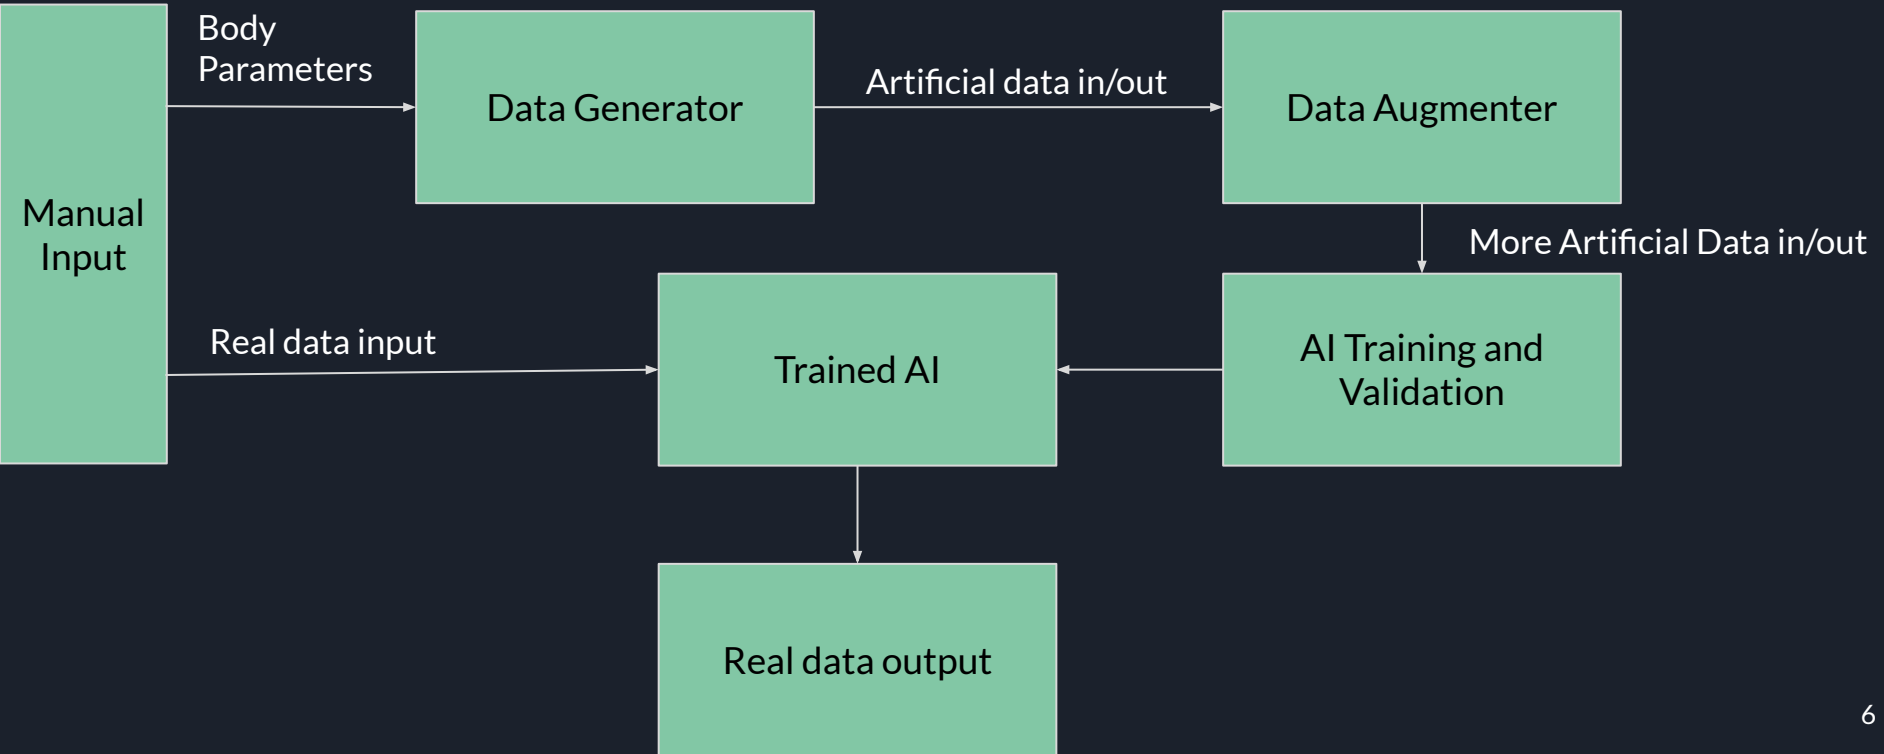 Body
Parameters
Data Generator
Artificial data in/out
Data Augmenter
Manual
Input
More Artificial Data in/out
Real data input
Trained AI
AI Training and
Validation
Real data output
6